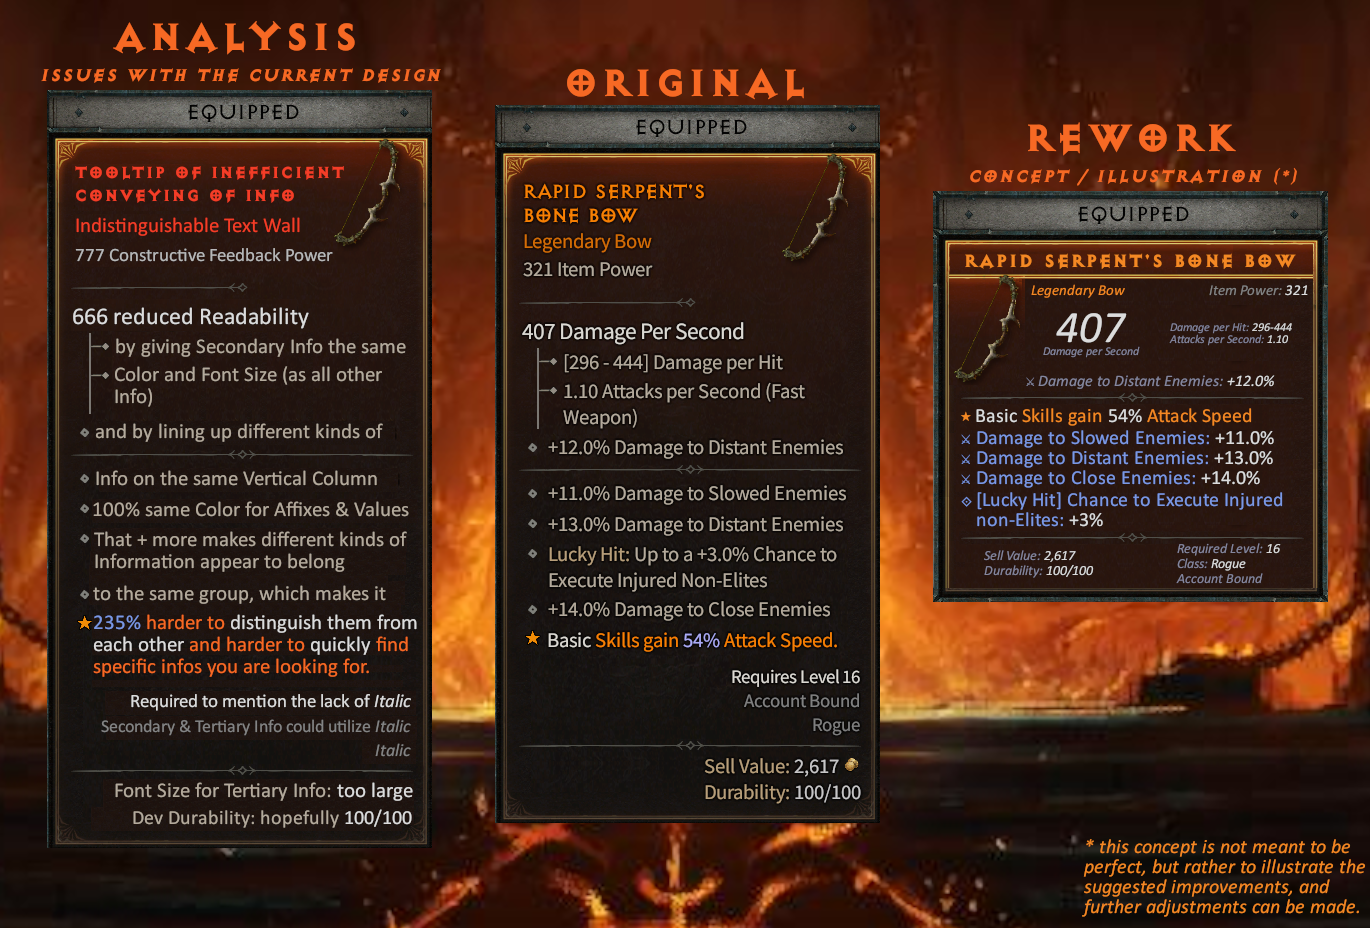 ANALYSIS
ISSUES WITH THE CURRENT DESIGN
EQUIPPED
TOOLTIP OF INEFFICIENT
CONVEYING OF INFO
Indistinguishable Text Wall
777 Constructive Feedback Power
666 reduced Readability
by giving Secondary Info the same
Color and Font Size (as all other
Info)
and by lining up different kinds of
Info on the same Vertical Column
100% same Color for Affixes & Values
That + more makes different kinds of
Information appear to belong
to the same group, which makes it
235% harder to distinguish them from
each other and harder to quickly find
specific infos you are looking for.
Required to mention the lack of Italic
Secondary & Tertiary Info could utilize Italic
Italic
Font Size for Tertiary Info: too large
Dev Durability: hopefully 100/100
ORIGINAL
EQUIPPED
RAPID SERPENT'S
BONE BOW
Legendary Bow
321 Item Power
407 Damage Per Second
[296 - 444] Damage per Hit
1.10 Attacks per Second (Fast
Weapon)
+12.0% Damage to Distant Enemies
+11.0% Damage to Slowed Enemies
+13.0% Damage to Distant Enemies
Lucky Hit: Up to a +3.0% Chance to
Execute Injured Non-Elites
+14.0% Damage to Close Enemies
Basic Skills gain 54% Attack Speed.
Requires Level 16
Account Bound
Rogue
Sell Value: 2,617
Durability: 100/100
REWORK
CONCEPT / ILLUSTRATION (*)
EQUIPPED
RAPID SERPENT'S BONE BOW
Legendary Bow
Item Power: 321
407
Damage per Second
Damage per Hit: 296-444
Attacks per Second: 1.10
Damage to Distant Enemies: +12.0%
Basic Skills gain 54% Attack Speed
Damage to Slowed Enemies: +11.0%
Damage to Distant Enemies: +13.0%
Damage to Close Enemies: +14.0%
[Lucky Hit] Chance to Execute Injured
non-Elites: +3%
Sell Value: 2,617
Durability: 100/100
Required Level: 16
Class: Rogue
Account Bound
* this concept is not meant to be
perfect, but rather to illustrate the
suggested improvements, and
further adjustments can be made.